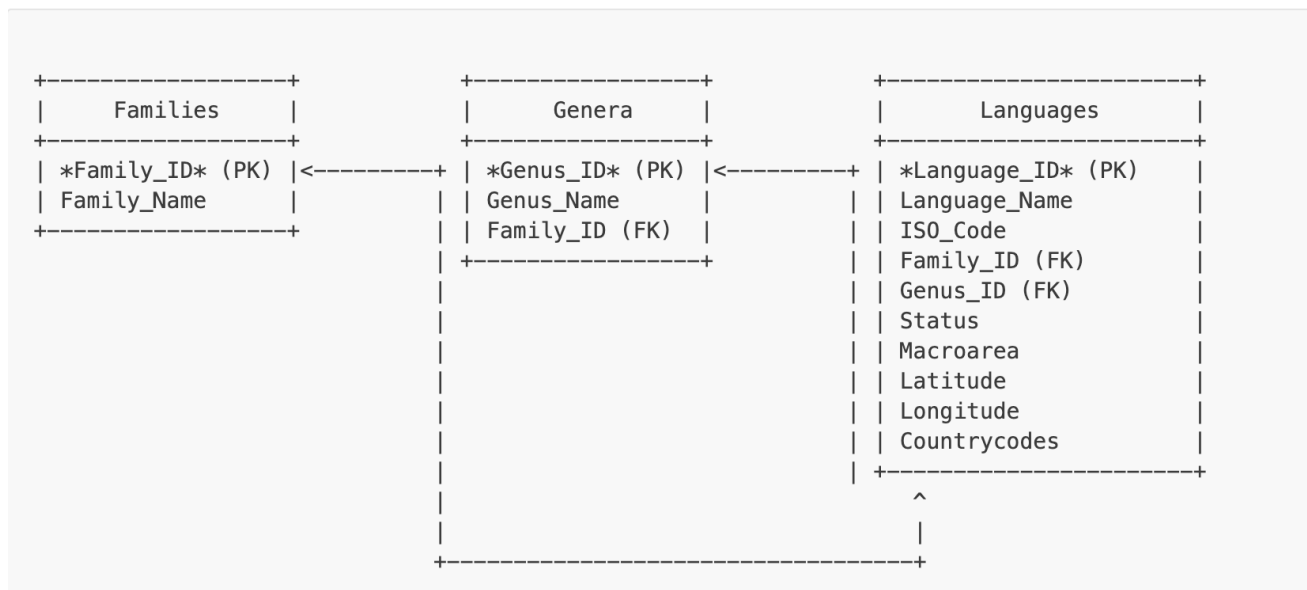 Families Genera Languages
*Family_ID* (PK) *Genus_ID* (PK) *Language_ID* (PK)
Family_Name Genus_Name Language_Name
Family_ID (FK) ISO_Code
Family_ID (FK)
Genus_ID (FK)
Status
Macroarea
Latitude
Longitude
Countrycodes